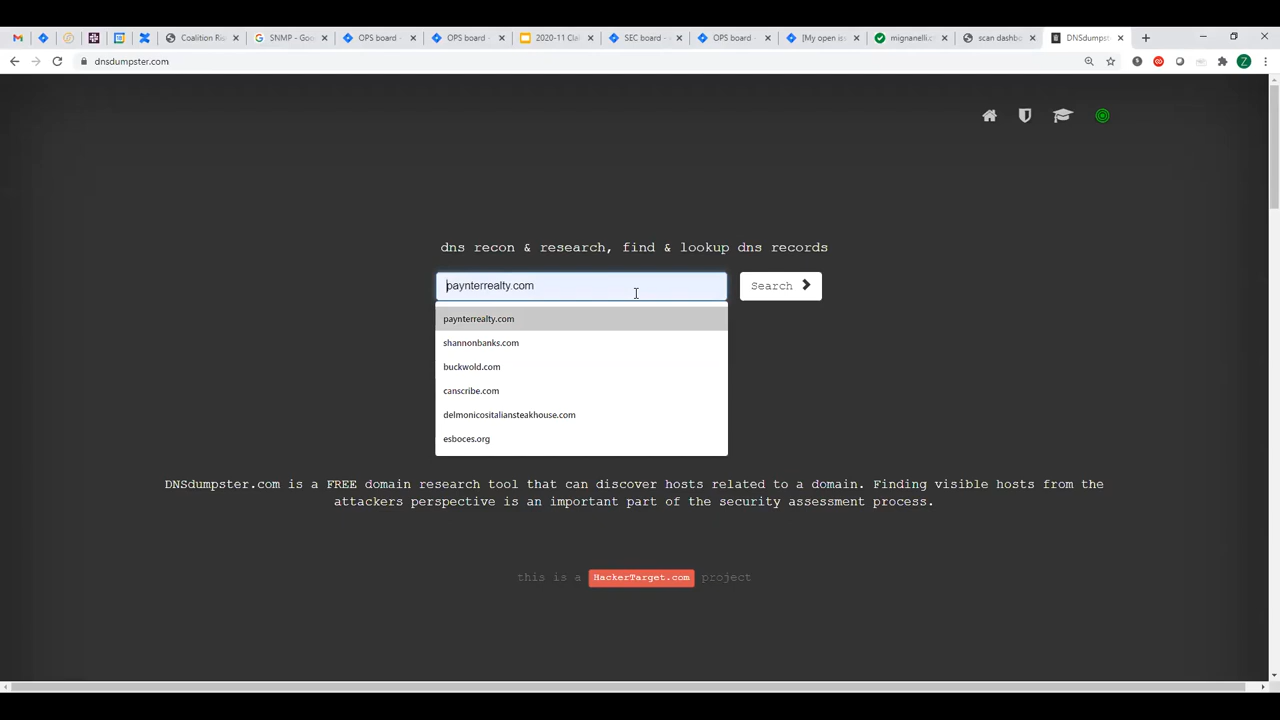 Coalition Ris
SNMP - Goo
OPS board -
OPS board -
2020-11 Clai
SEC board -
OPS board -
[My open is
mignanelli.c
scan dashbo
DNSdumpst
dnsdumpster.com
Z
dns recon & research, find & lookup dns records
paynterrealty.com
Search
paynterrealty.com
shannonbanks.com
buckwold.com
canscribe.com
delmonicositaliansteakhouse.com
esboces.org
DNSdumpster.com is a FREE domain research tool that can discover hosts related to a domain. Finding visible hosts from the
attackers perspective is an important part of the security assessment process.
this is a HackerTarget.com project